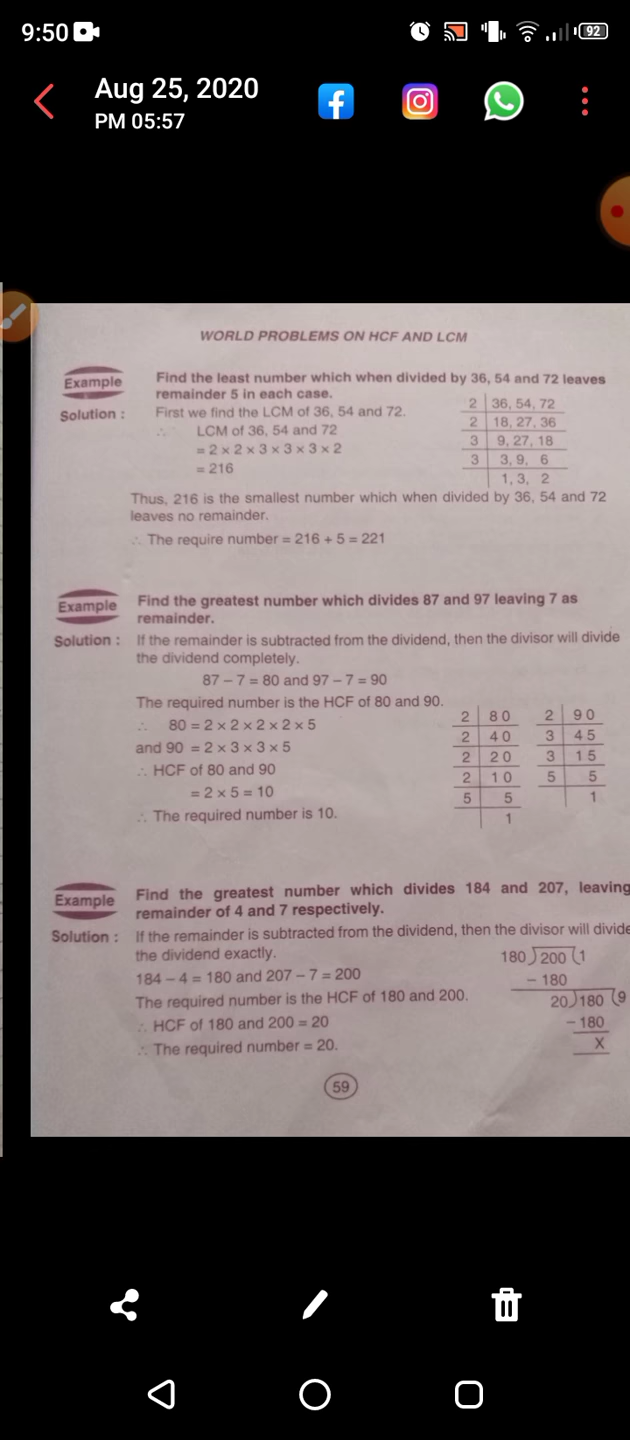 9:50
92
Aug 25, 2020
PM 05:57
WORLD PROBLEMS ON HCF AND LCM
Example
Find the least number which when divided by 36, 54 and 72 leaves
remainder 5 in each case.
Solution : First we find the LCM of 36, 54 and 72.
∴ LCM of 36, 54 and 72
= 2 × 2 × 3 × 3 × 3 × 2
= 216
2 | 36, 54, 72
2 | 18, 27, 36
3 | 9, 27, 18
3 | 3, 9, 6
1, 3, 2
Thus, 216 is the smallest number which when divided by 36, 54 and 72
leaves no remainder.
∴ The require number = 216 + 5 = 221
Example
Find the greatest number which divides 87 and 97 leaving 7 as
remainder.
Solution : If the remainder is subtracted from the dividend, then the divisor will divide
the dividend completely.
87 – 7 = 80 and 97 – 7 = 90
The required number is the HCF of 80 and 90.
∴ 80 = 2 × 2 × 2 × 2 × 5
and 90 = 2 × 3 × 3 × 5
∴ HCF of 80 and 90
= 2 × 5 = 10
∴ The required number is 10.
2 | 80
2 | 40
2 | 20
2 | 10
5 | 5
1
2 | 90
3 | 45
3 | 15
5 | 5
1
Example
Find the greatest number which divides 184 and 207, leaving
remainder of 4 and 7 respectively.
Solution : If the remainder is subtracted from the dividend, then the divisor will divide
the dividend exactly.
184 – 4 = 180 and 207 – 7 = 200
The required number is the HCF of 180 and 200.
∴ HCF of 180 and 200 = 20
∴ The required number = 20.
180)200(1
– 180
20)180(9
– 180
X
59